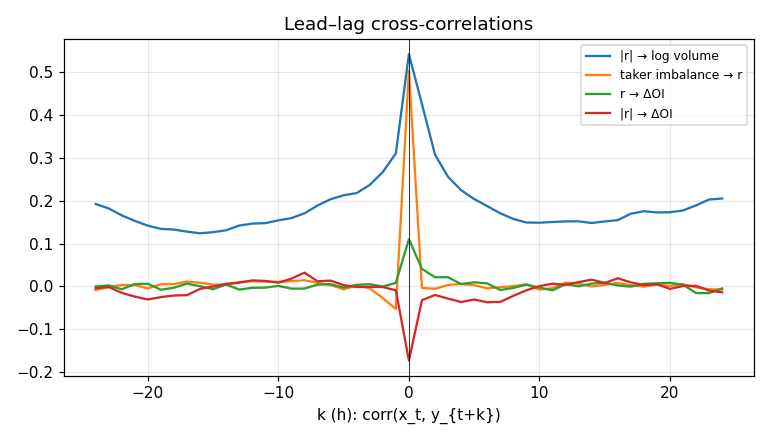 Lead–lag cross-correlations
|r| → log volume
taker imbalance → r
r → ΔOI
|r| → ΔOI
0.5
0.4
0.3
0.2
0.1
0.0
−0.1
−0.2
−20 −10 0 10 20
k (h): corr(x_t, y_{t+k})